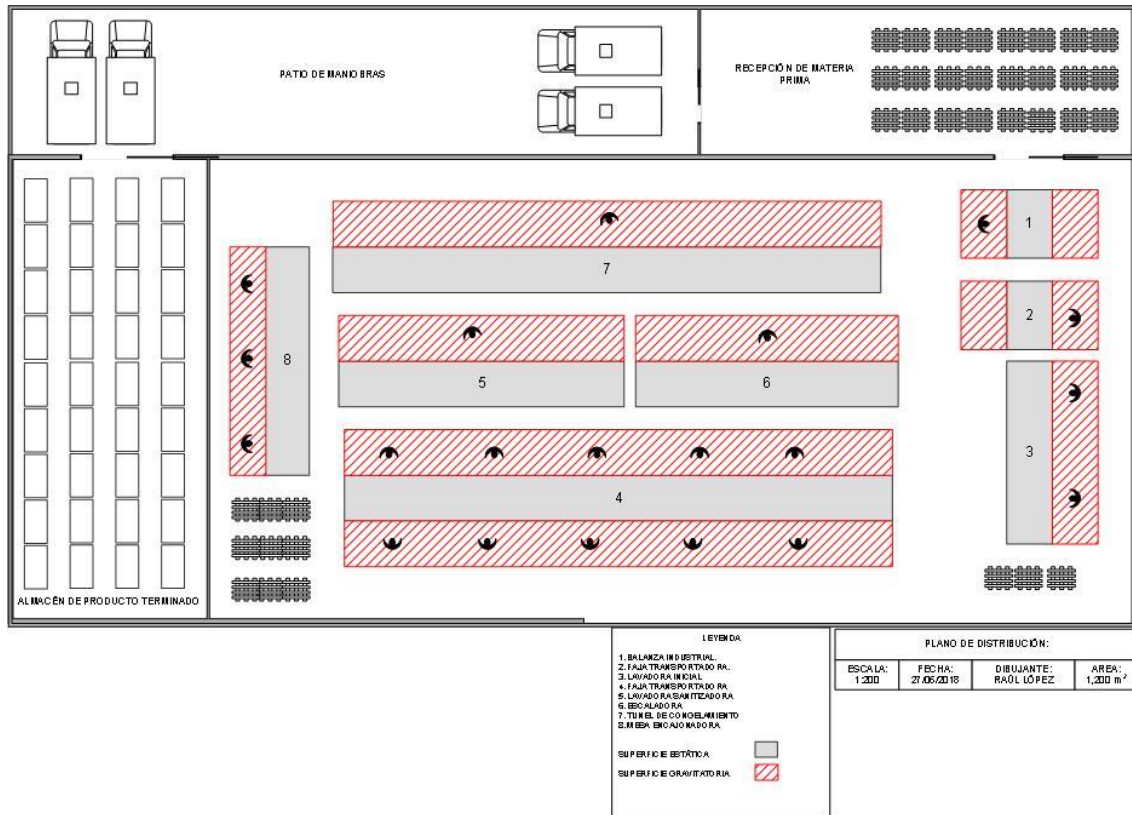 PATIO DE MANIOBRAS
RECEPCIÓN DE MATERIA
PRIMA
1
7
2
8
5
6
3
4
ALMACÉN DE PRODUCTO TERMINADO
LEYENDA
1. BALANZA INDUSTRIAL.
2. FAJA TRANSPORTADORA.
3. LAVADORA INICIAL
4. FAJA TRANSPORTADORA
5. LAVADORA SANITIZADORA
6. ESCALADORA
7. TUNEL DE CONGELAMIENTO
8. MESA ENCAJONADORA
SUPERFICIE ESTÁTICA
SUPERFICIE GRAVITATORIA
PLANO DE DISTRIBUCIÓN:
ESCALA:
1:200
FECHA:
27/05/2018
DIBUJANTE:
RAÚL LÓPEZ
AREA:
1,200 m²